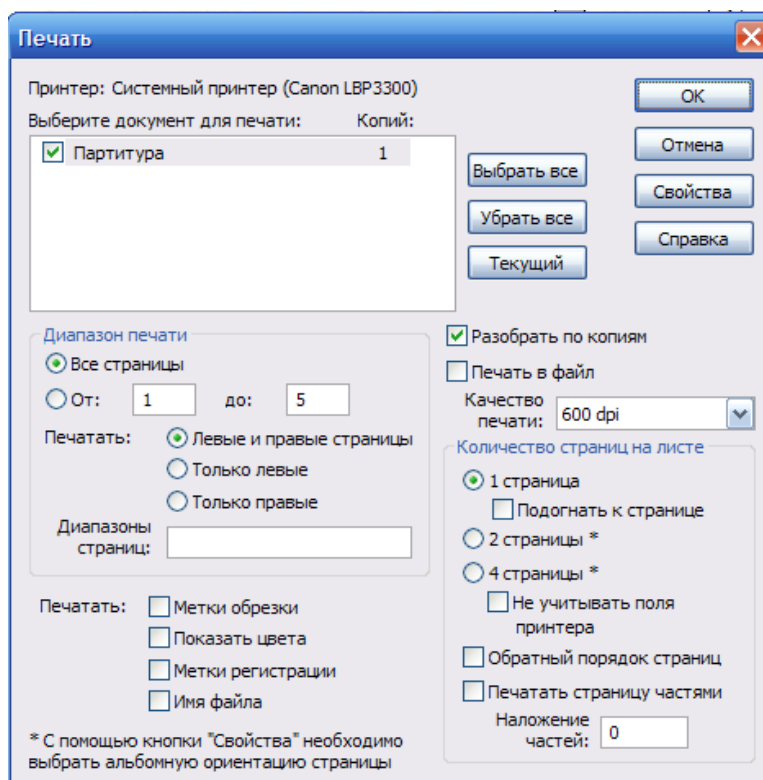 Печать
Принтер: Системный принтер (Canon LBP3300)
Выберите документ для печати: Копий:
Партитура 1
OK
Отмена
Выбрать все
Свойства
Убрать все
Справка
Текущий
Диапазон печати
Все страницы
От: 1 до: 5
Печатать: Левые и правые страницы
Только левые
Только правые
Диапазоны
страниц:
Разобрать по копиям
Печать в файл
Качество
печати: 600 dpi
Количество страниц на листе
1 страница
Подогнать к странице
2 страницы *
4 страницы *
Не учитывать поля
принтера
Обратный порядок страниц
Печатать страницу частями
Наложение
частей: 0
Печатать: Метки обрезки
Показать цвета
Метки регистрации
Имя файла
* С помощью кнопки "Свойства" необходимо
выбрать альбомную ориентацию страницы